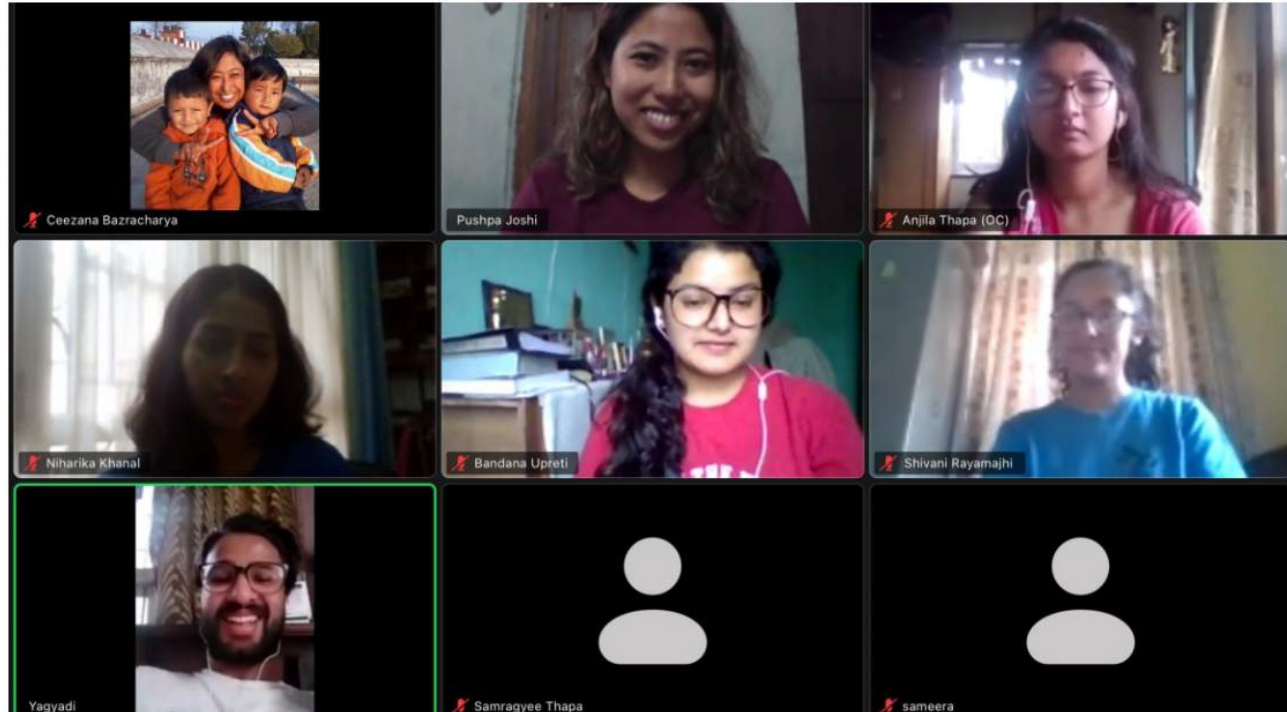 Ceezana Bazracharya
Pushpa Joshi
Anjila Thapa (OC)
Niharika Khanal
Bandana Upreti
Shivani Rayamajhi
Yagyadi
Samragyee Thapa
sameera